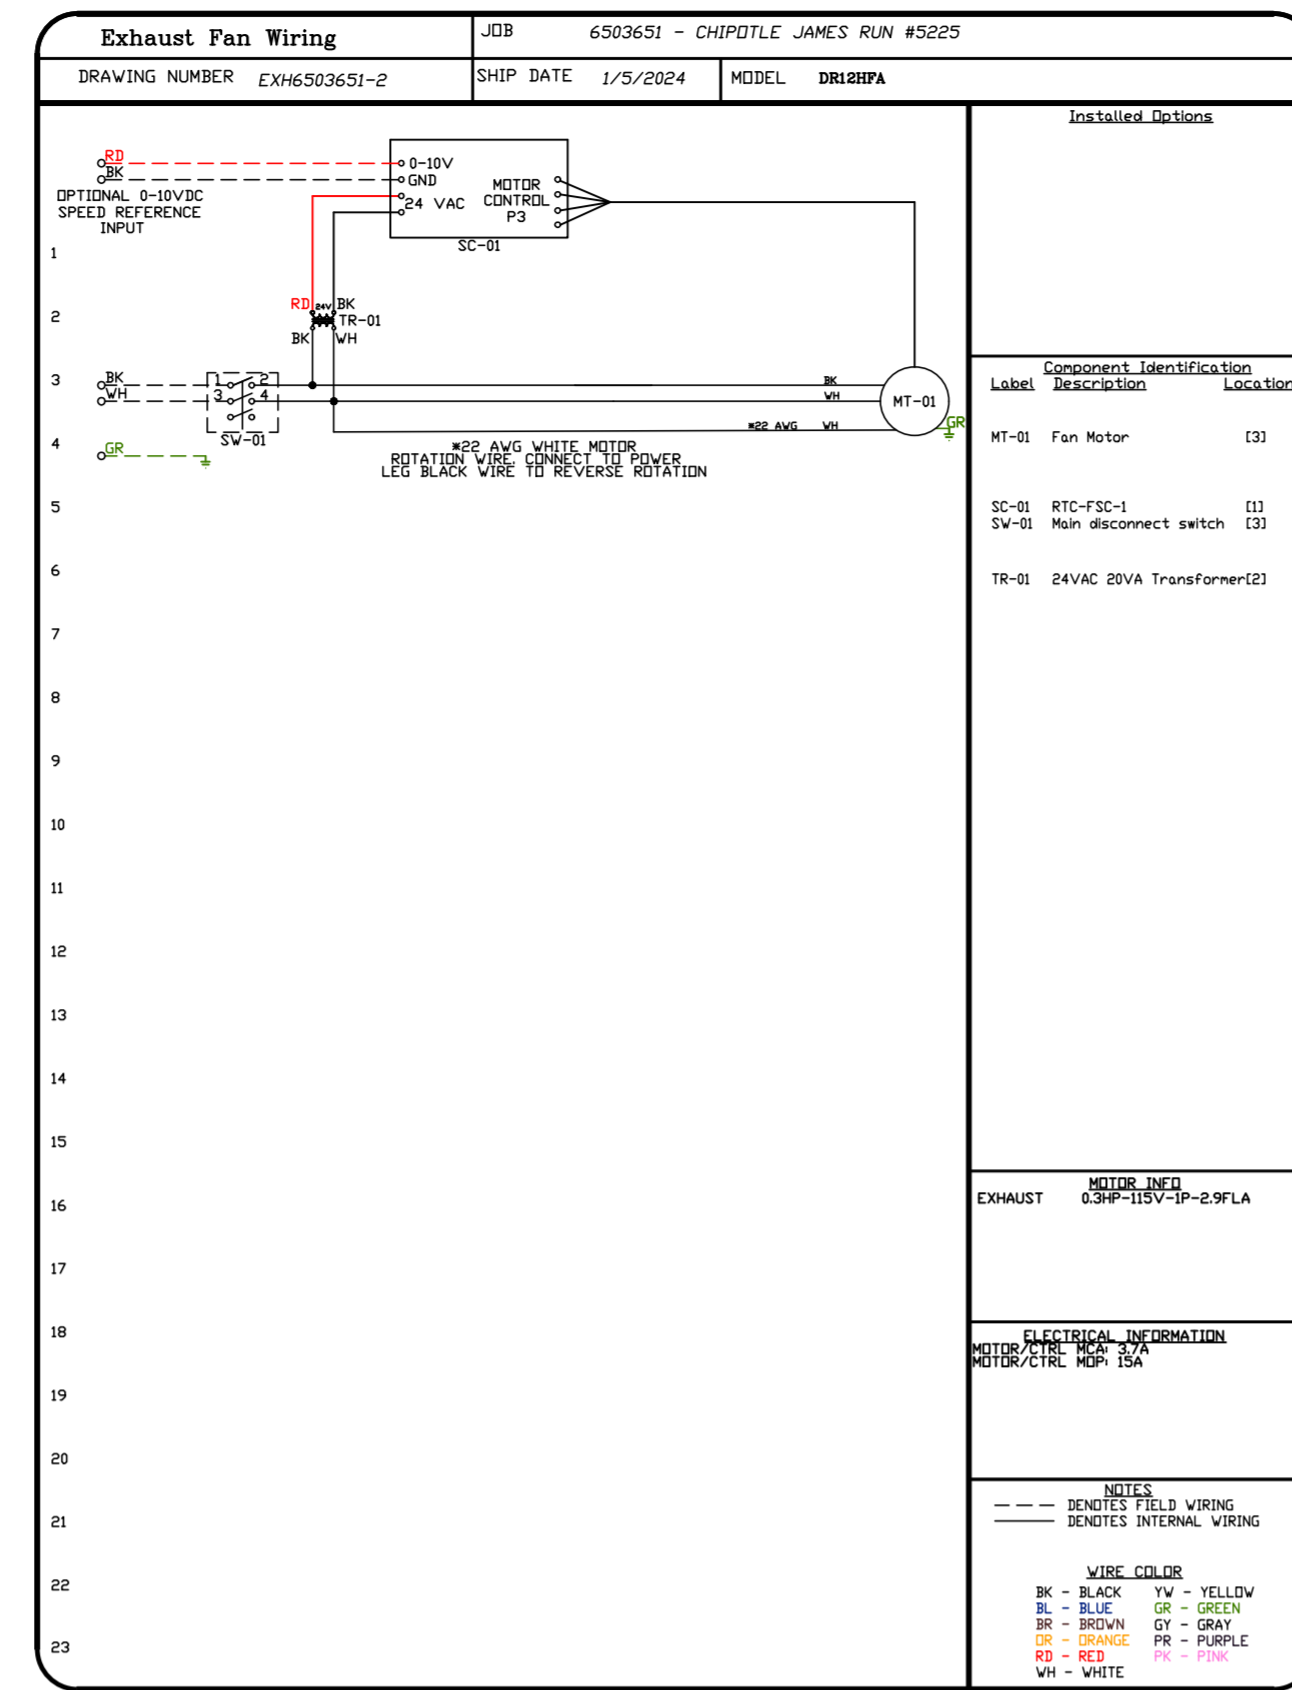 Exhaust Fan Wiring
JOB 6503651 - CHIPOTLE JAMES RUN #5225
DRAWING NUMBER EXH6503651-2
SHIP DATE 1/5/2024
MODEL DR12HFA
RD
BK
OPTIONAL 0-10VDC
SPEED REFERENCE
INPUT
0-10V
GND
24 VAC
MOTOR
CONTROL
P3
SC-01
RD 24V BK
TR-01
BK WH
BK
WH
1 2
3 4
SW-01
GR
BK
WH
*22 AWG WH
MT-01
GR
*22 AWG WHITE MOTOR
ROTATION WIRE. CONNECT TO POWER
LEG BLACK WIRE TO REVERSE ROTATION
1
2
3
4
5
6
7
8
9
10
11
12
13
14
15
16
17
18
19
20
21
22
23
Installed Options
Component Identification
Label Description Location
MT-01 Fan Motor [3]
SC-01 RTC-FSC-1 [1]
SW-01 Main disconnect switch [3]
TR-01 24VAC 20VA Transformer[2]
MOTOR INFO
EXHAUST 0.3HP-115V-1P-2.9FLA
ELECTRICAL INFORMATION
MOTOR/CTRL MCA: 3.7A
MOTOR/CTRL MOP: 15A
NOTES
DENOTES FIELD WIRING
DENOTES INTERNAL WIRING
WIRE COLOR
BK - BLACK YW - YELLOW
BL - BLUE GR - GREEN
BR - BROWN GY - GRAY
OR - ORANGE PR - PURPLE
RD - RED PK - PINK
WH - WHITE